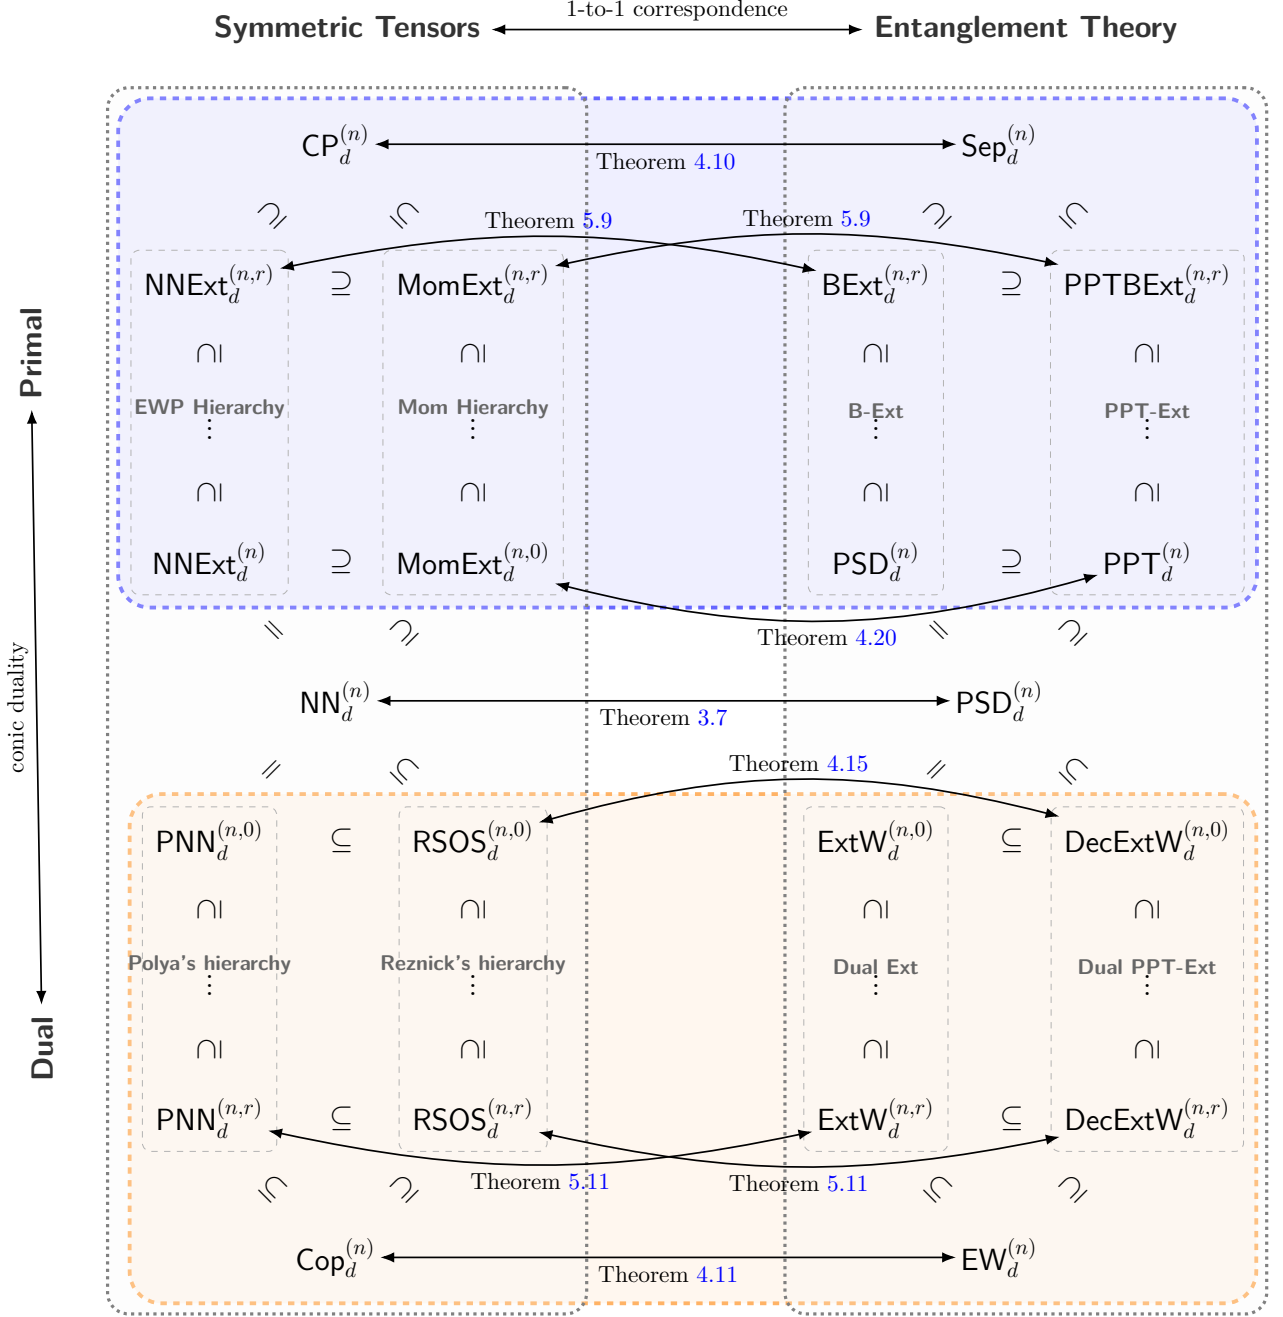 1-to-1 correspondence
Symmetric Tensors Entanglement Theory
CP_d^{(n)} Sep_d^{(n)}
Theorem 4.10
⊆ ⊆ ⊆ ⊆
Theorem 5.9 Theorem 5.9
NNExt_d^{(n,r)} ⊇ MomExt_d^{(n,r)} BExt_d^{(n,r)} ⊇ PPTBExt_d^{(n,r)}
⊆ ⊆ ⊆ ⊆
EWP Hierarchy Mom Hierarchy B-Ext PPT-Ext
⋮ ⋮ ⋮ ⋮
⊆ ⊆ ⊆ ⊆
NNExt_d^{(n)} ⊇ MomExt_d^{(n,0)} PSD_d^{(n)} ⊇ PPT_d^{(n)}
= ⊆ = ⊆
Theorem 4.20
NN_d^{(n)} PSD_d^{(n)}
Theorem 3.7
= ⊆ = ⊆
Theorem 4.15
PNN_d^{(n,0)} ⊆ RSOS_d^{(n,0)} ExtW_d^{(n,0)} ⊆ DecExtW_d^{(n,0)}
⊆ ⊆ ⊆ ⊆
Polya's hierarchy Reznick's hierarchy Dual Ext Dual PPT-Ext
⋮ ⋮ ⋮ ⋮
⊆ ⊆ ⊆ ⊆
PNN_d^{(n,r)} ⊆ RSOS_d^{(n,r)} ExtW_d^{(n,r)} ⊆ DecExtW_d^{(n,r)}
Theorem 5.11 Theorem 5.11
⊆ ⊆ ⊆ ⊆
Cop_d^{(n)} EW_d^{(n)}
Theorem 4.11
Primal
conic duality
Dual